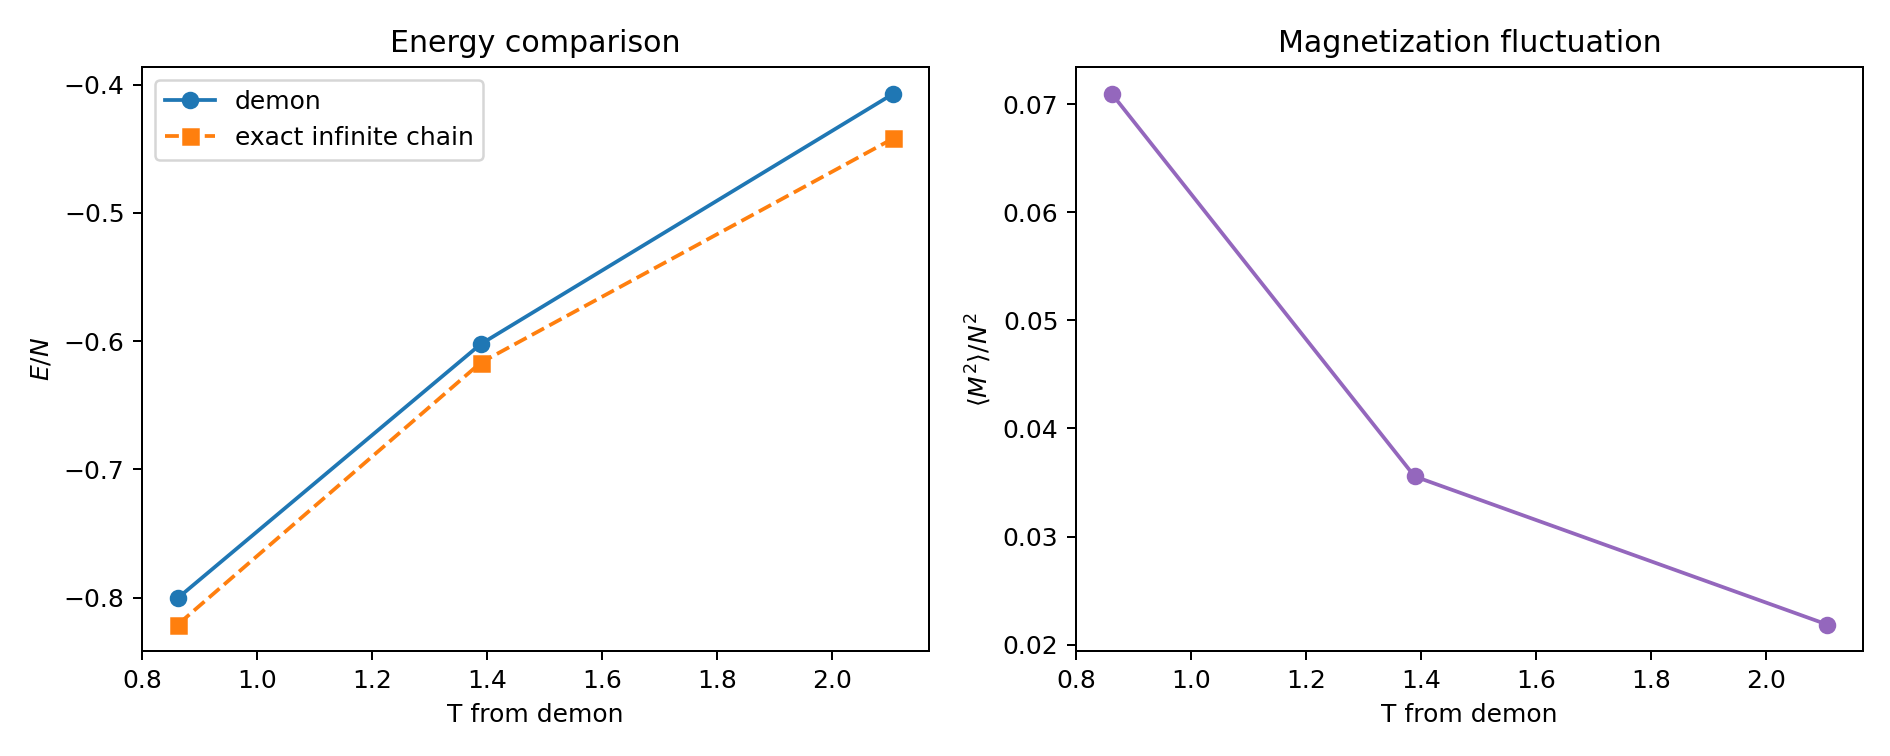 Energy comparison
demon
exact infinite chain
−0.4
−0.5
−0.6
−0.7
−0.8
E/N
0.8 1.0 1.2 1.4 1.6 1.8 2.0
T from demon
Magnetization fluctuation
0.07
0.06
0.05
0.04
0.03
0.02
⟨M²⟩/N²
0.8 1.0 1.2 1.4 1.6 1.8 2.0
T from demon